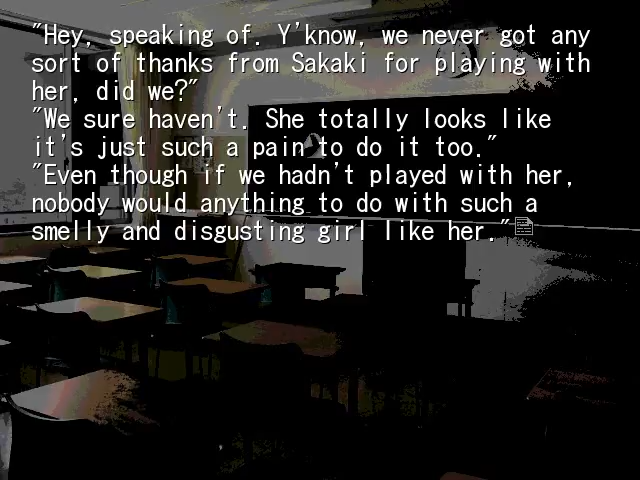 "Hey, speaking of. Y'know, we never got any
sort of thanks from Sakaki for playing with
her, did we?"
"We sure haven't. She totally looks like
it's just such a pain to do it too."
"Even though if we hadn't played with her,
nobody would anything to do with such a
smelly and disgusting girl like her."